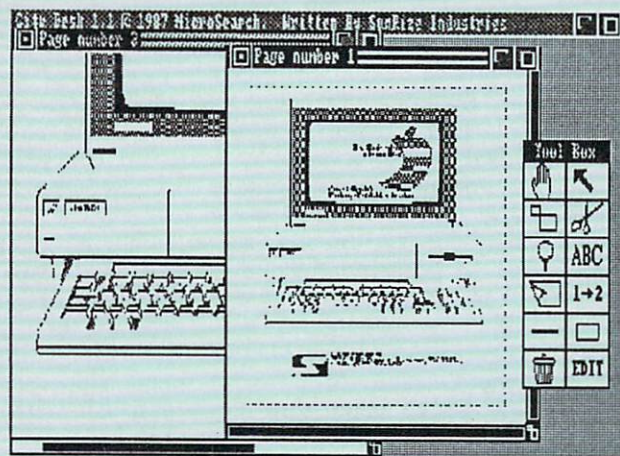 City Desk 1.1 © 1987 MicroSearch. Written By SunRize Industries
Page number 2
Page number 1
Tool Box
ABC
1→2
EDIT